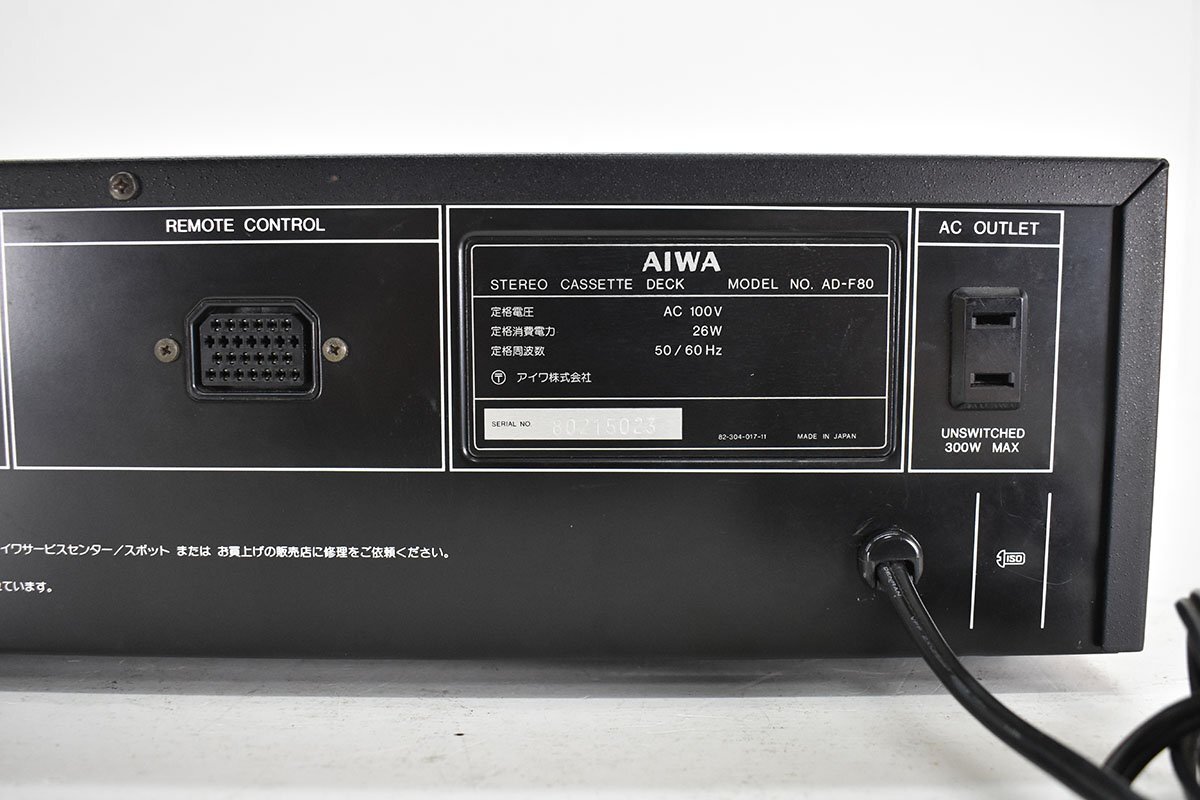 REMOTE CONTROL
AIWA
STEREO CASSETTE DECK MODEL NO. AD-F80
定格電圧 AC 100V
定格消費電力 26W
定格周波数 50/60Hz
〒 アイワ株式会社
SERIAL NO. 80215023
82-304-017-11 MADE IN JAPAN
AC OUTLET
UNSWITCHED
300W MAX
イワサービスセンター/スポット または お買上げの販売店に修理をご依頼ください。
ています。
ISO